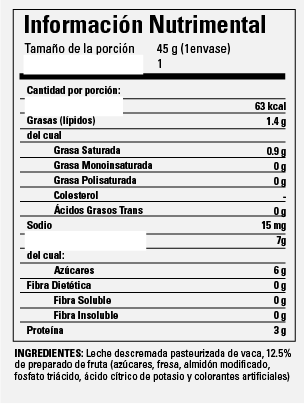 Información Nutrimental
Tamaño de la porción 45 g (1envase)
1
Cantidad por porción:
63 kcal
Grasas (lípidos) 1.4 g
del cual
Grasa Saturada 0.9 g
Grasa Monoinsaturada 0 g
Grasa Polisaturada 0 g
Colesterol -
Ácidos Grasos Trans 0 g
Sodio 15 mg
7g
del cual:
Azúcares 6 g
Fibra Dietética 0 g
Fibra Soluble 0 g
Fibra Insoluble 0 g
Proteína 3 g
INGREDIENTES: Leche descremada pasteurizada de vaca, 12.5%
de preparado de fruta (azúcares, fresa, almidón modificado,
fosfato triácido, ácido cítrico de potasio y colorantes artificiales)